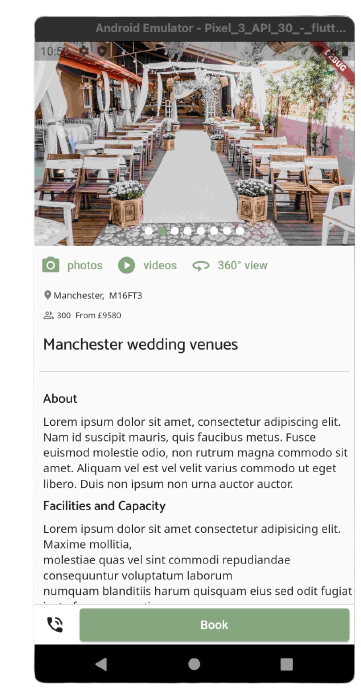 Android Emulator - Pixel_3_API_30_-_flutt...
DEBUG
photos
videos
360° view
Manchester, M16FT3
300 From £9580
Manchester wedding venues
About
Lorem ipsum dolor sit amet, consectetur adipiscing elit.
Nam id suscipit mauris, quis faucibus metus. Fusce
euismod molestie odio, non rutrum magna commodo sit
amet. Aliquam vel est vel velit varius commodo ut eget
libero. Duis non ipsum non urna auctor auctor.
Facilities and Capacity
Lorem ipsum dolor sit amet consectetur adipisicing elit.
Maxime mollitia,
molestiae quas vel sint commodi repudiandae
consequuntur voluptatum laborum
numquam blanditiis harum quisquam eius sed odit fugiat
Book